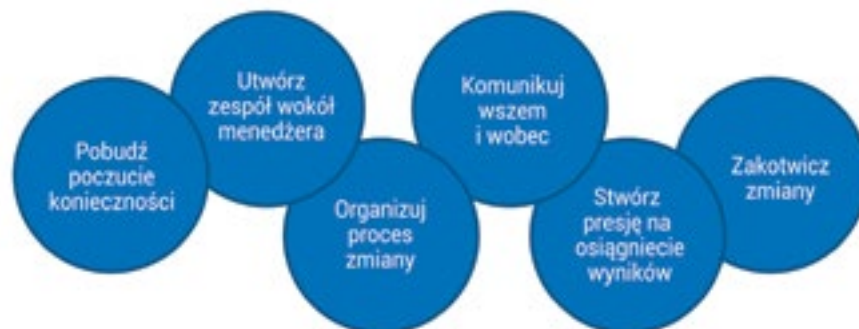 Pobudź
poczucie
konieczności
Utwórz
zespół wokół
menedżera
Organizuj
proces
zmiany
Komunikuj
wszem
i wobec
Stwórz
presję na
osiągniecie
wyników
Zakotwicz
zmiany